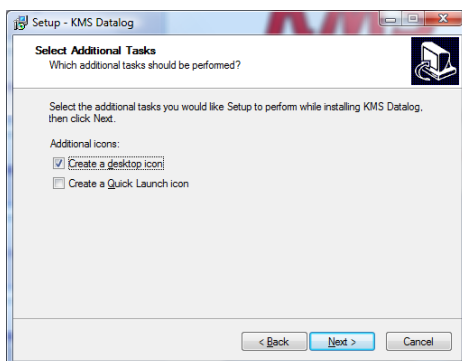 Setup - KMS Datalog
Select Additional Tasks
Which additional tasks should be performed?
Select the additional tasks you would like Setup to perform while installing KMS Datalog,
then click Next.
Additional icons:
Create a desktop icon
Create a Quick Launch icon
< Back
Next >
Cancel